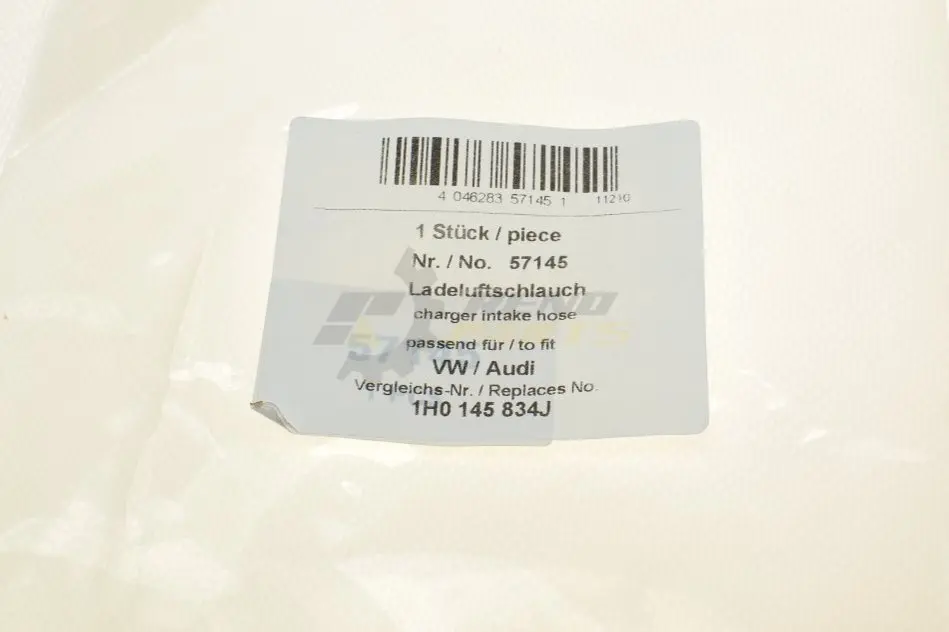 4 046283 57145 1
11210
1 Stück / piece
Nr. / No. 57145
Ladeluftschlauch
charger intake hose
passend für / to fit
57145
VW / Audi
Vergleichs-Nr. / Replaces No.
1H0 145 834J